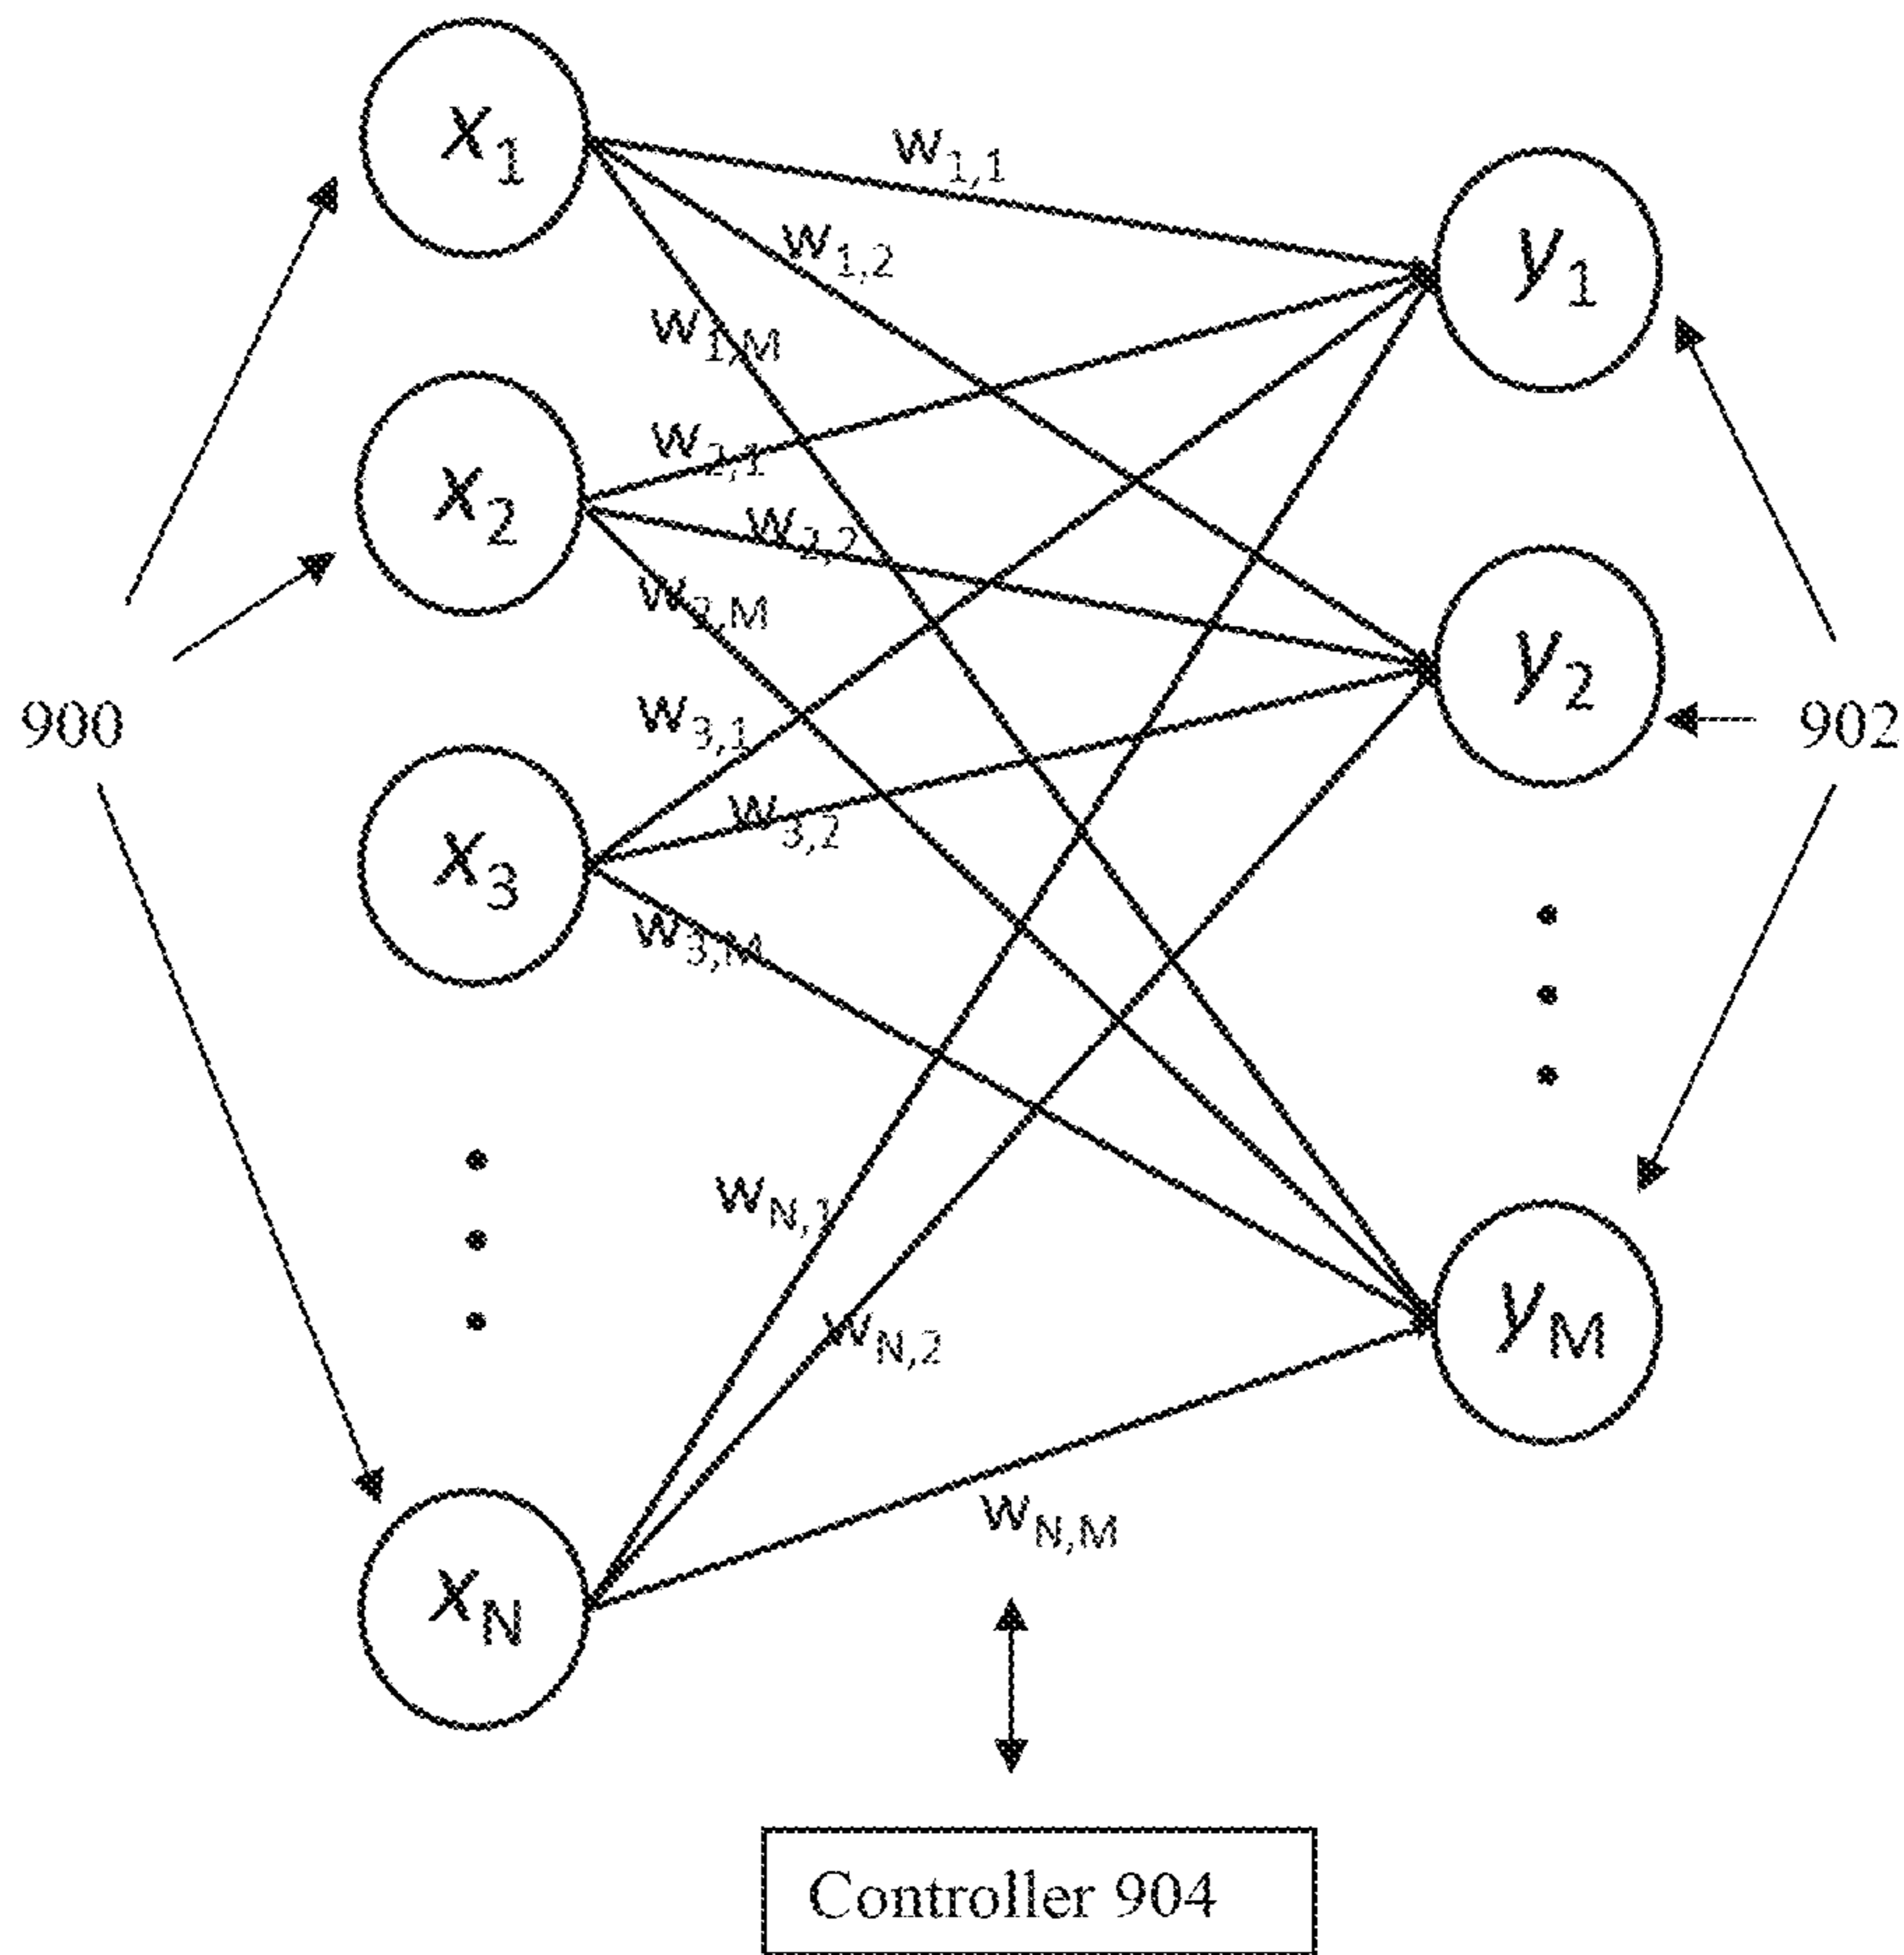 x1
w1,1
y1
w1,2
w1,M
w2,1
x2
w2,2
w2,M
y2
900
w3,1
902
w3,2
x3
w3,M
wN,1
wN,2
yM
wN,M
xN
Controller 904